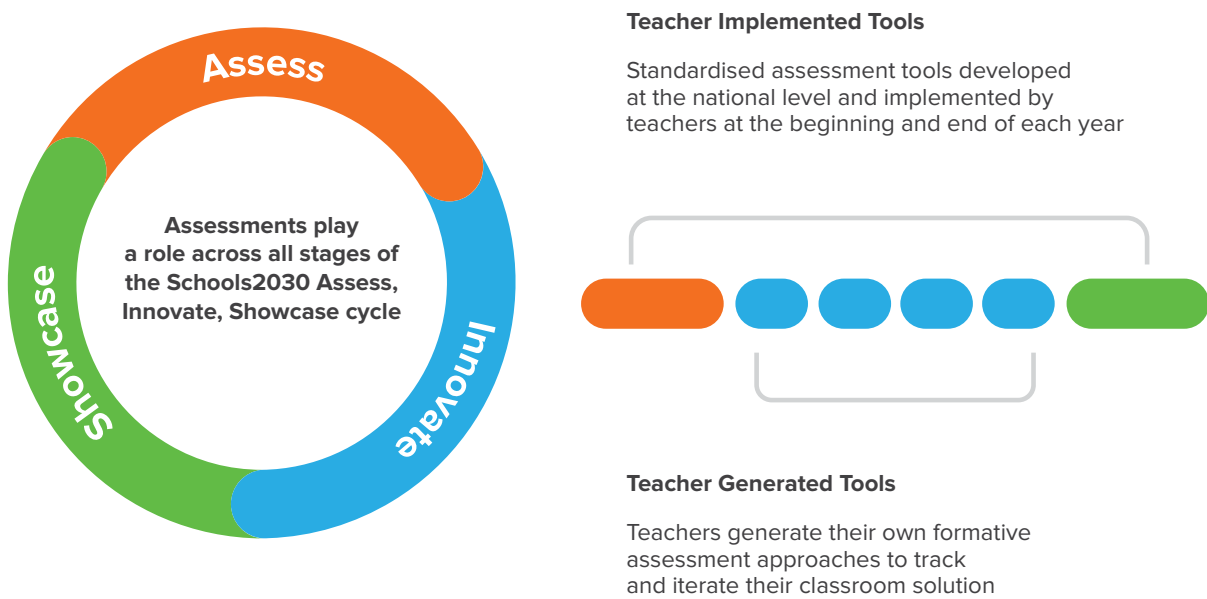 Assess
Innovate
Showcase
Assessments play
a role across all stages of
the Schools2030 Assess,
Innovate, Showcase cycle
Teacher Implemented Tools
Standardised assessment tools developed
at the national level and implemented by
teachers at the beginning and end of each year
Teacher Generated Tools
Teachers generate their own formative
assessment approaches to track
and iterate their classroom solution